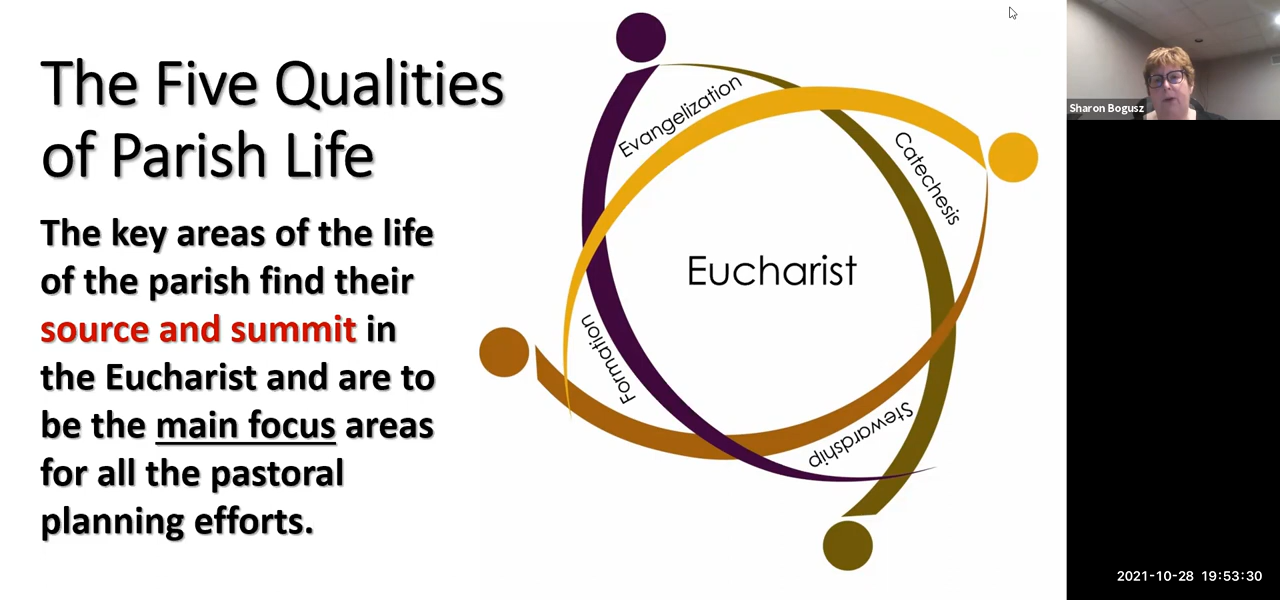 The Five Qualities
of Parish Life
The key areas of the life
of the parish find their
source and summit in
the Eucharist and are to
be the main focus areas
for all the pastoral
planning efforts.
Evangelization
Catechesis
Eucharist
Formation
Stewardship
Sharon Bogusz
2021-10-28 19:53:30